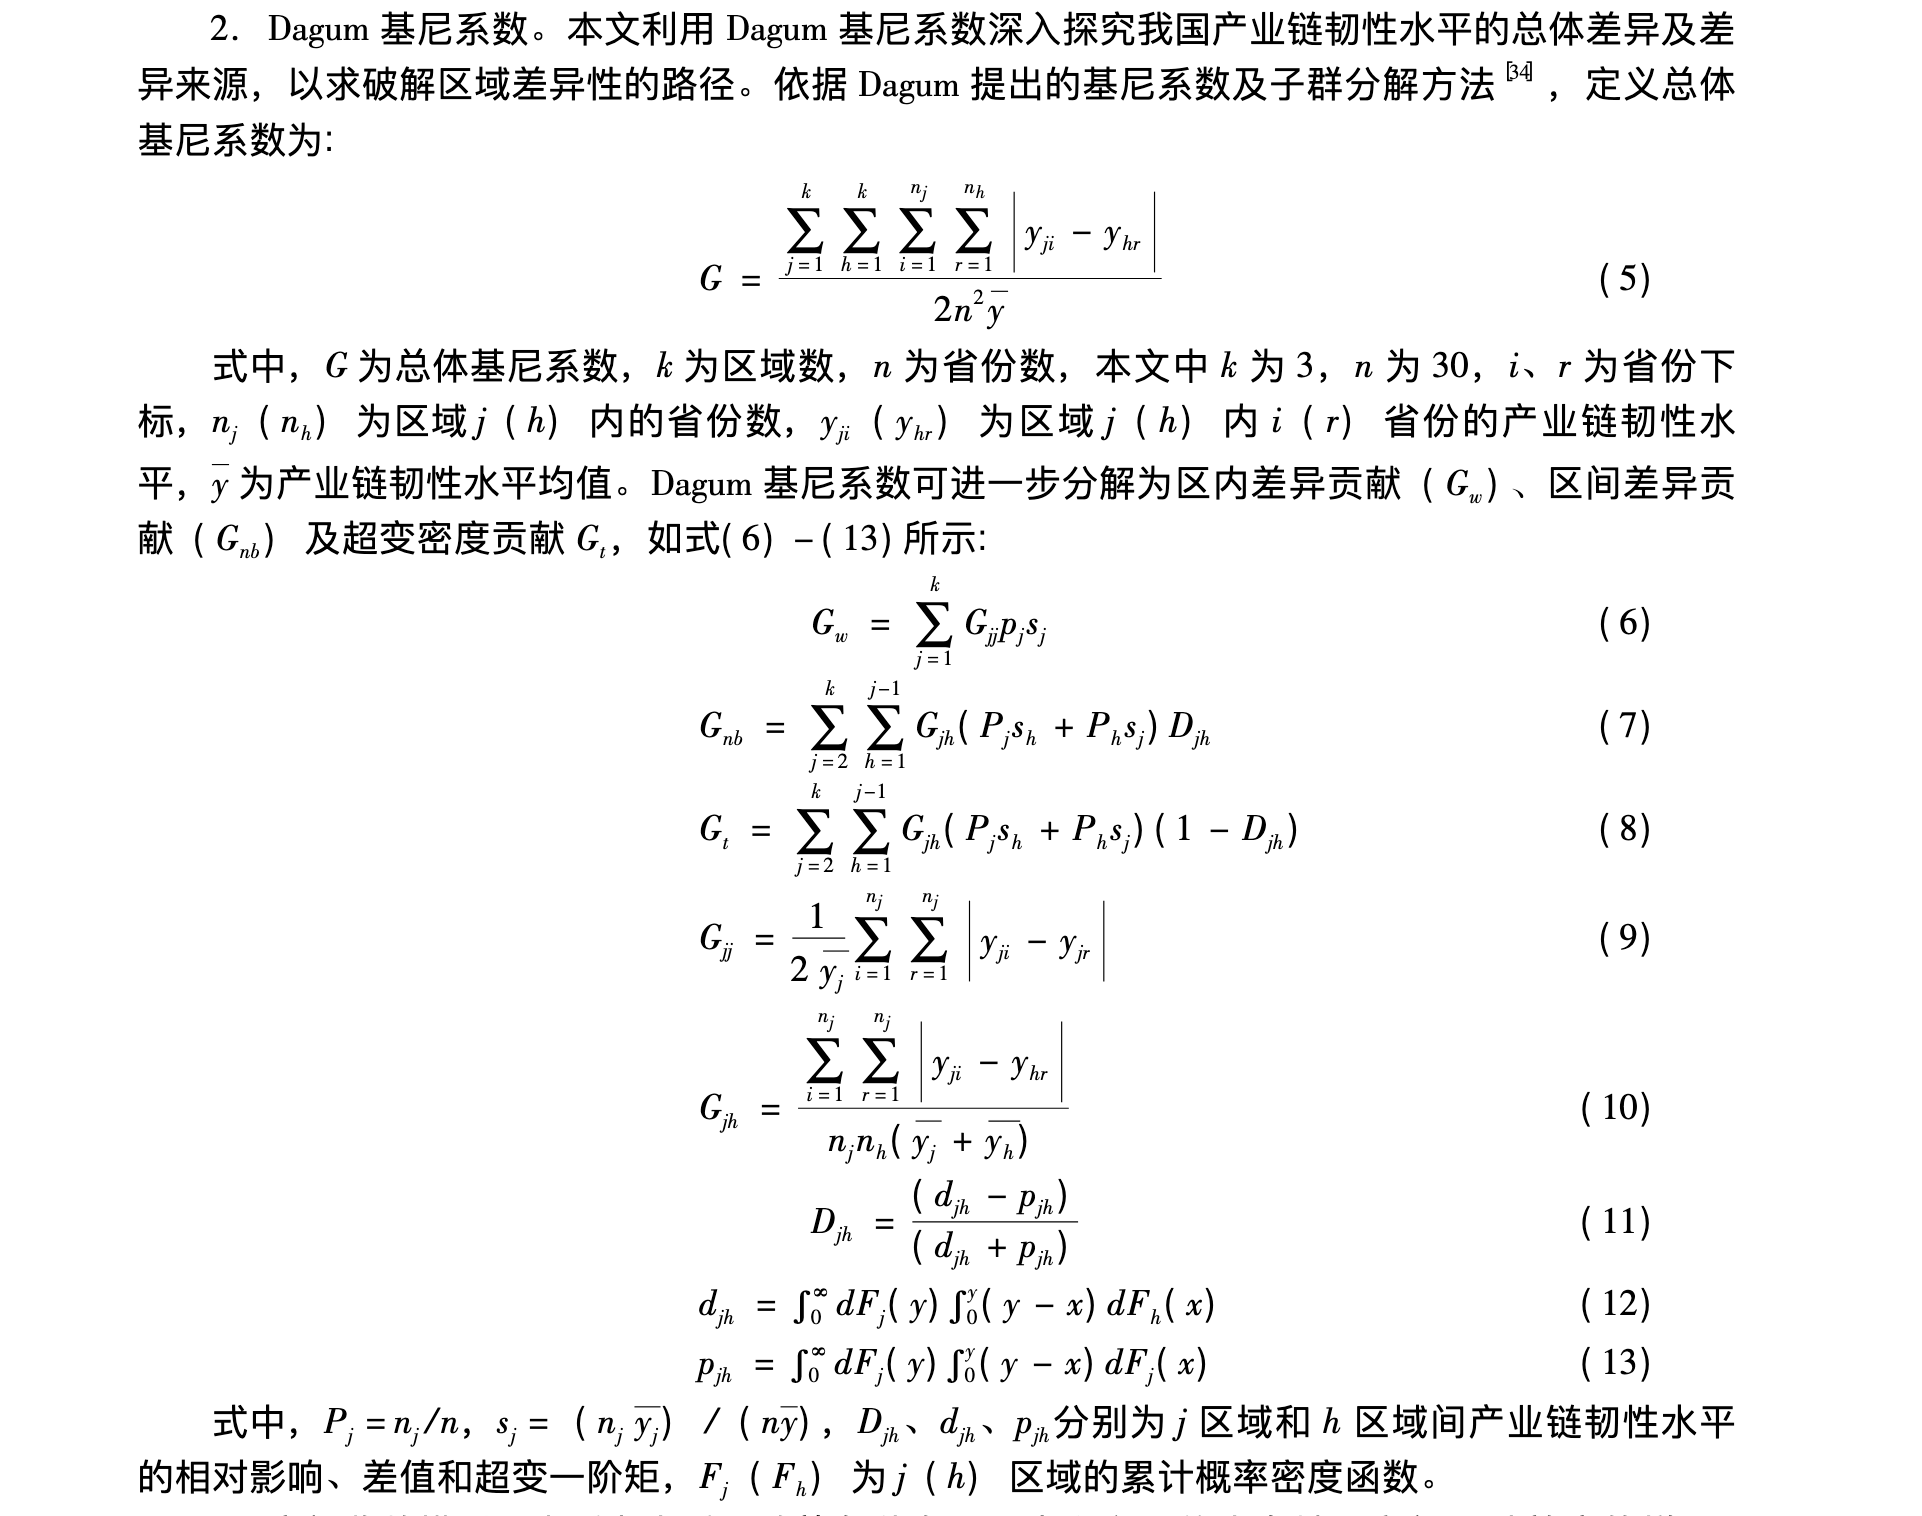 2. Dagum 基尼系数。本文利用 Dagum 基尼系数深入探究我国产业链韧性水平的总体差异及差
异来源，以求破解区域差异性的路径。依据 Dagum 提出的基尼系数及子群分解方法[34]，定义总体
基尼系数为:
$G = \frac{\sum_{j=1}^{k}\sum_{h=1}^{k}\sum_{i=1}^{n_j}\sum_{r=1}^{n_h}|y_{ji} - y_{hr}|}{2n^2\overline{y}}$ (5)
式中，G 为总体基尼系数，k 为区域数，n 为省份数，本文中 k 为 3，n 为 30，i、r 为省份下
标，$n_j$（$n_h$）为区域 j（h）内的省份数，$y_{ji}$（$y_{hr}$）为区域 j（h）内 i（r）省份的产业链韧性水
平，$\overline{y}$ 为产业链韧性水平均值。Dagum 基尼系数可进一步分解为区内差异贡献（$G_w$）、区间差异贡
献（$G_{nb}$）及超变密度贡献 $G_t$，如式(6)－(13)所示:
$G_w = \sum_{j=1}^{k} G_{jj}p_js_j$ (6)
$G_{nb} = \sum_{j=2}^{k}\sum_{h=1}^{j-1} G_{jh}(P_js_h + P_hs_j)D_{jh}$ (7)
$G_t = \sum_{j=2}^{k}\sum_{h=1}^{j-1} G_{jh}(P_js_h + P_hs_j)(1 - D_{jh})$ (8)
$G_{jj} = \frac{1}{2\overline{y_j}}\sum_{i=1}^{n_j}\sum_{r=1}^{n_j}|y_{ji} - y_{jr}|$ (9)
$G_{jh} = \frac{\sum_{i=1}^{n_j}\sum_{r=1}^{n_j}|y_{ji} - y_{hr}|}{n_jn_h(\overline{y_j} + \overline{y_h})}$ (10)
$D_{jh} = \frac{(d_{jh} - p_{jh})}{(d_{jh} + p_{jh})}$ (11)
$d_{jh} = \int_0^{\infty} dF_j(y)\int_0^y(y - x)dF_h(x)$ (12)
$p_{jh} = \int_0^{\infty} dF_j(y)\int_0^y(y - x)dF_j(x)$ (13)
式中，$P_j = n_j/n$，$s_j = (n_j\overline{y_j})/(n\overline{y})$，$D_{jh}$、$d_{jh}$、$p_{jh}$分别为 j 区域和 h 区域间产业链韧性水平
的相对影响、差值和超变一阶矩，$F_j$（$F_h$）为 j（h）区域的累计概率密度函数。